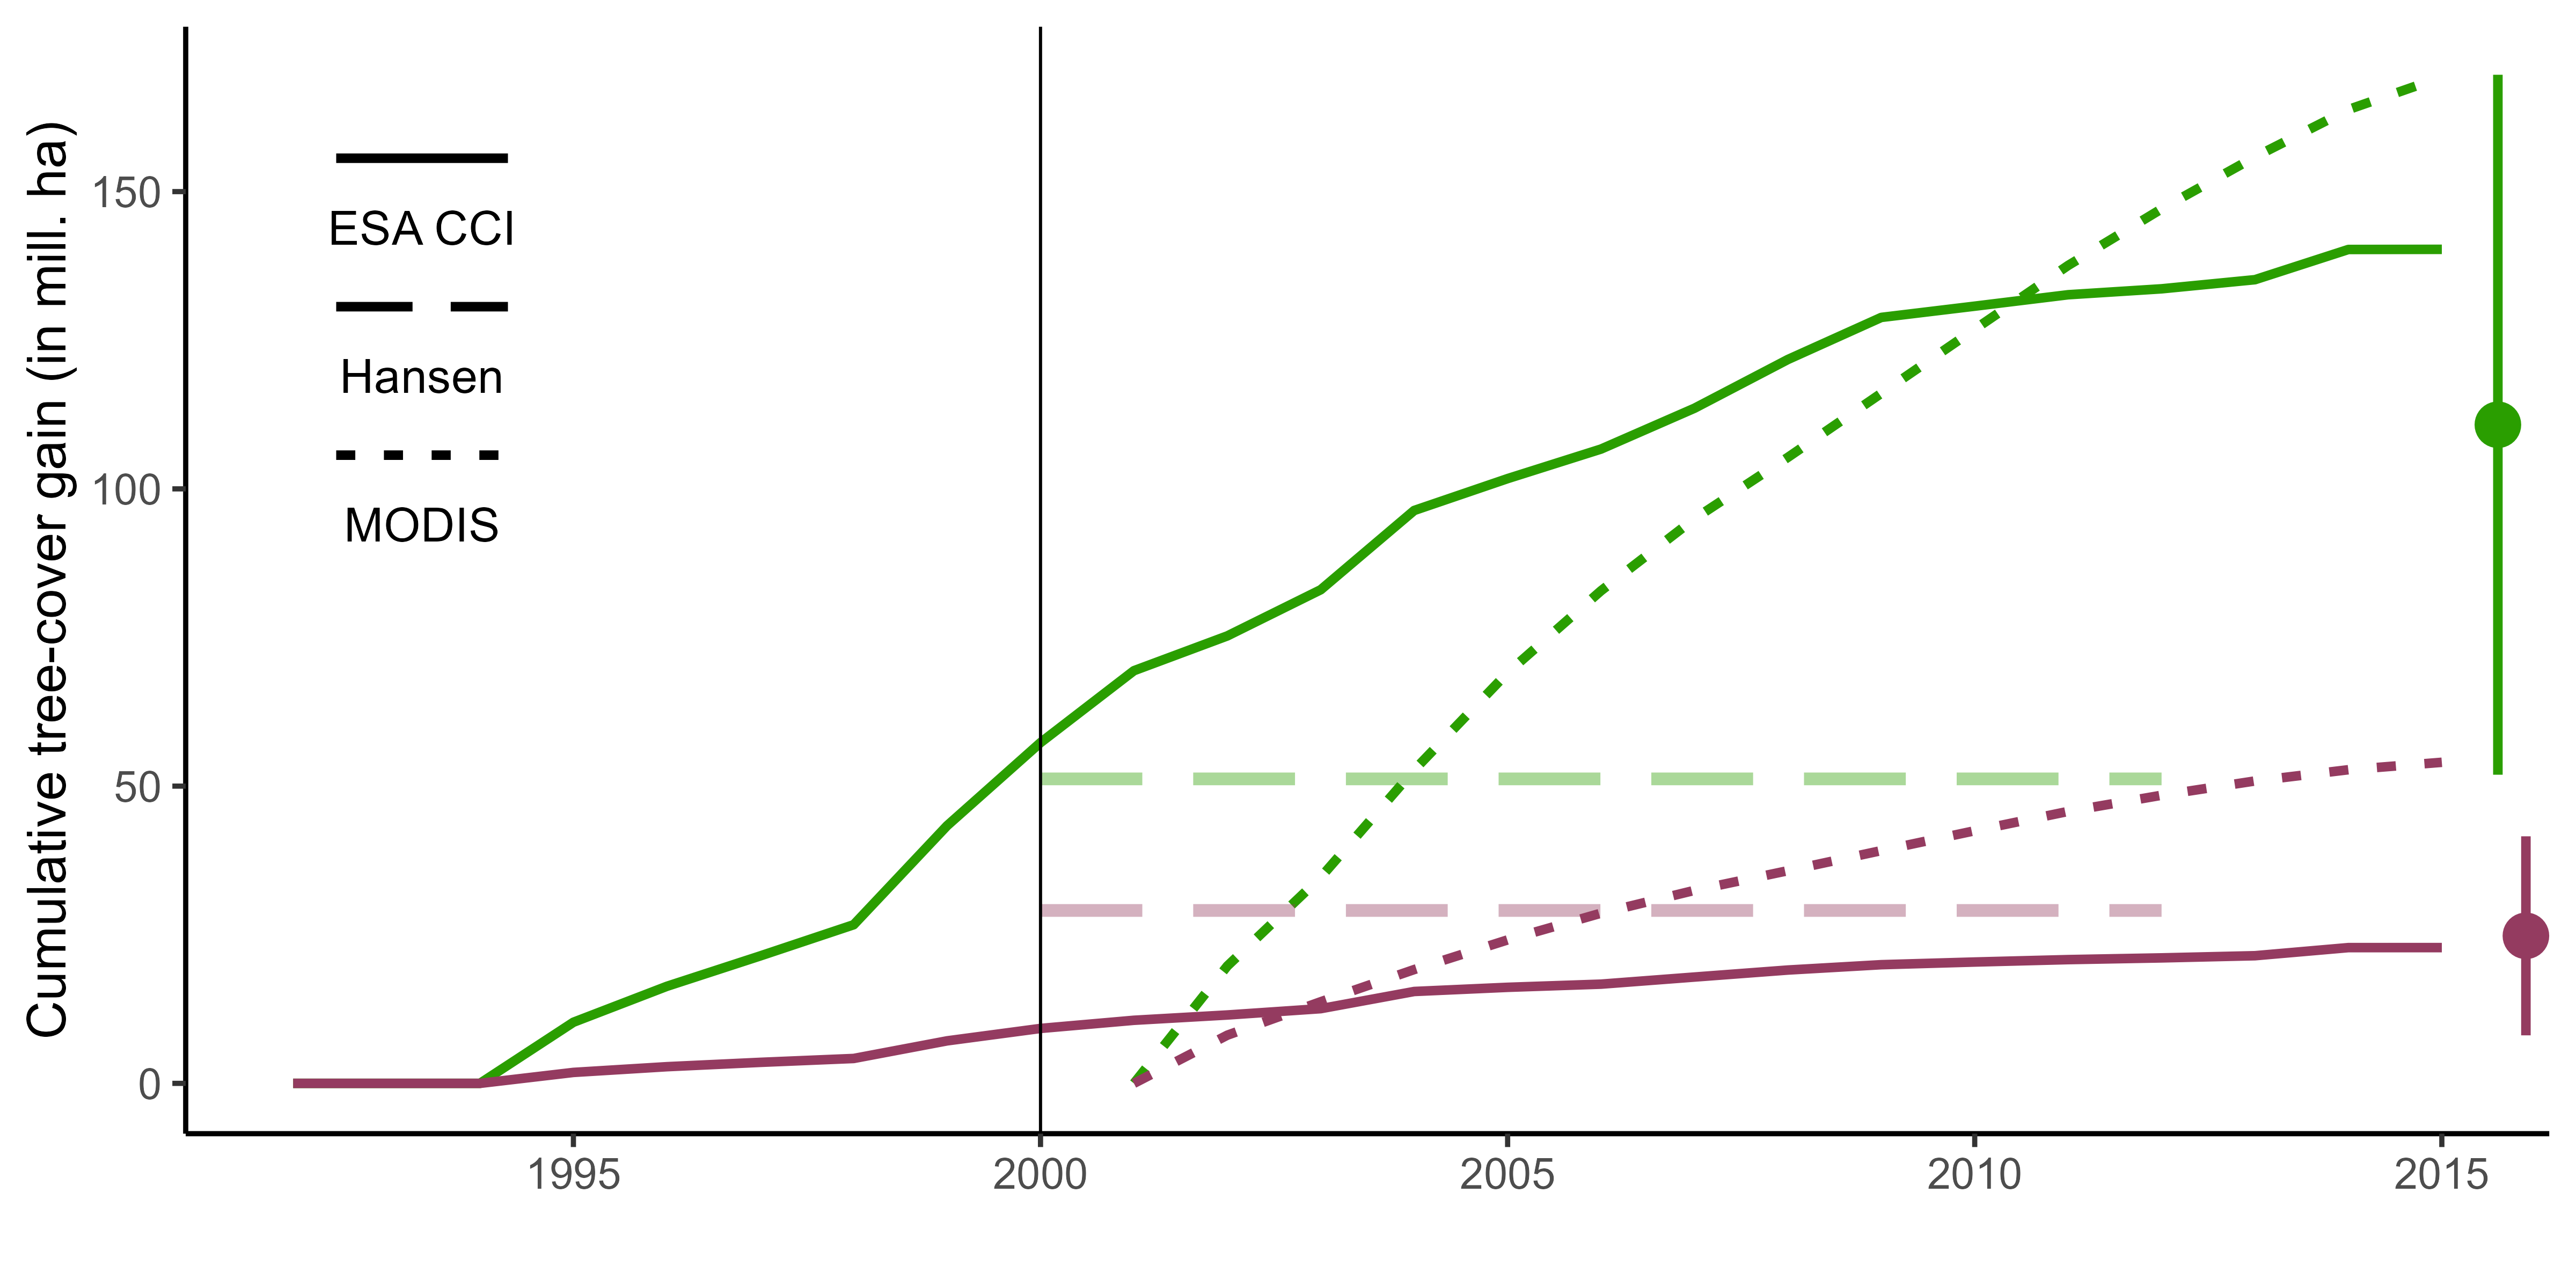 Cumulative tree-cover gain (in mill. ha)
150
100
50
0
ESA CCI
Hansen
MODIS
1995
2000
2005
2010
2015